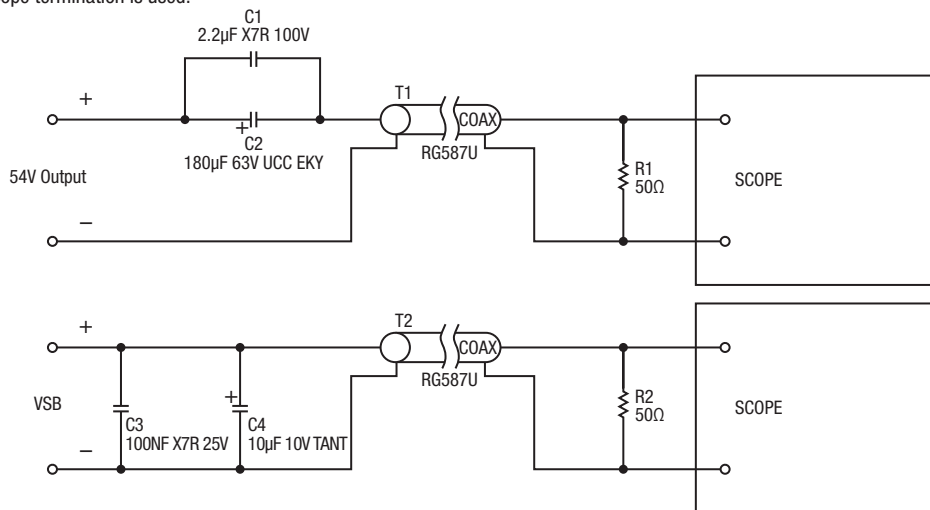 termination is used.
C1
2.2µF X7R 100V
+
T1
COAX
+
C2
RG587U
180µF 63V UCC EKY
R1
50Ω
54V Output
SCOPE
−
+
T2
COAX
RG587U
R2
50Ω
VSB
+
SCOPE
C3
100NF X7R 25V
C4
10µF 10V TANT
−